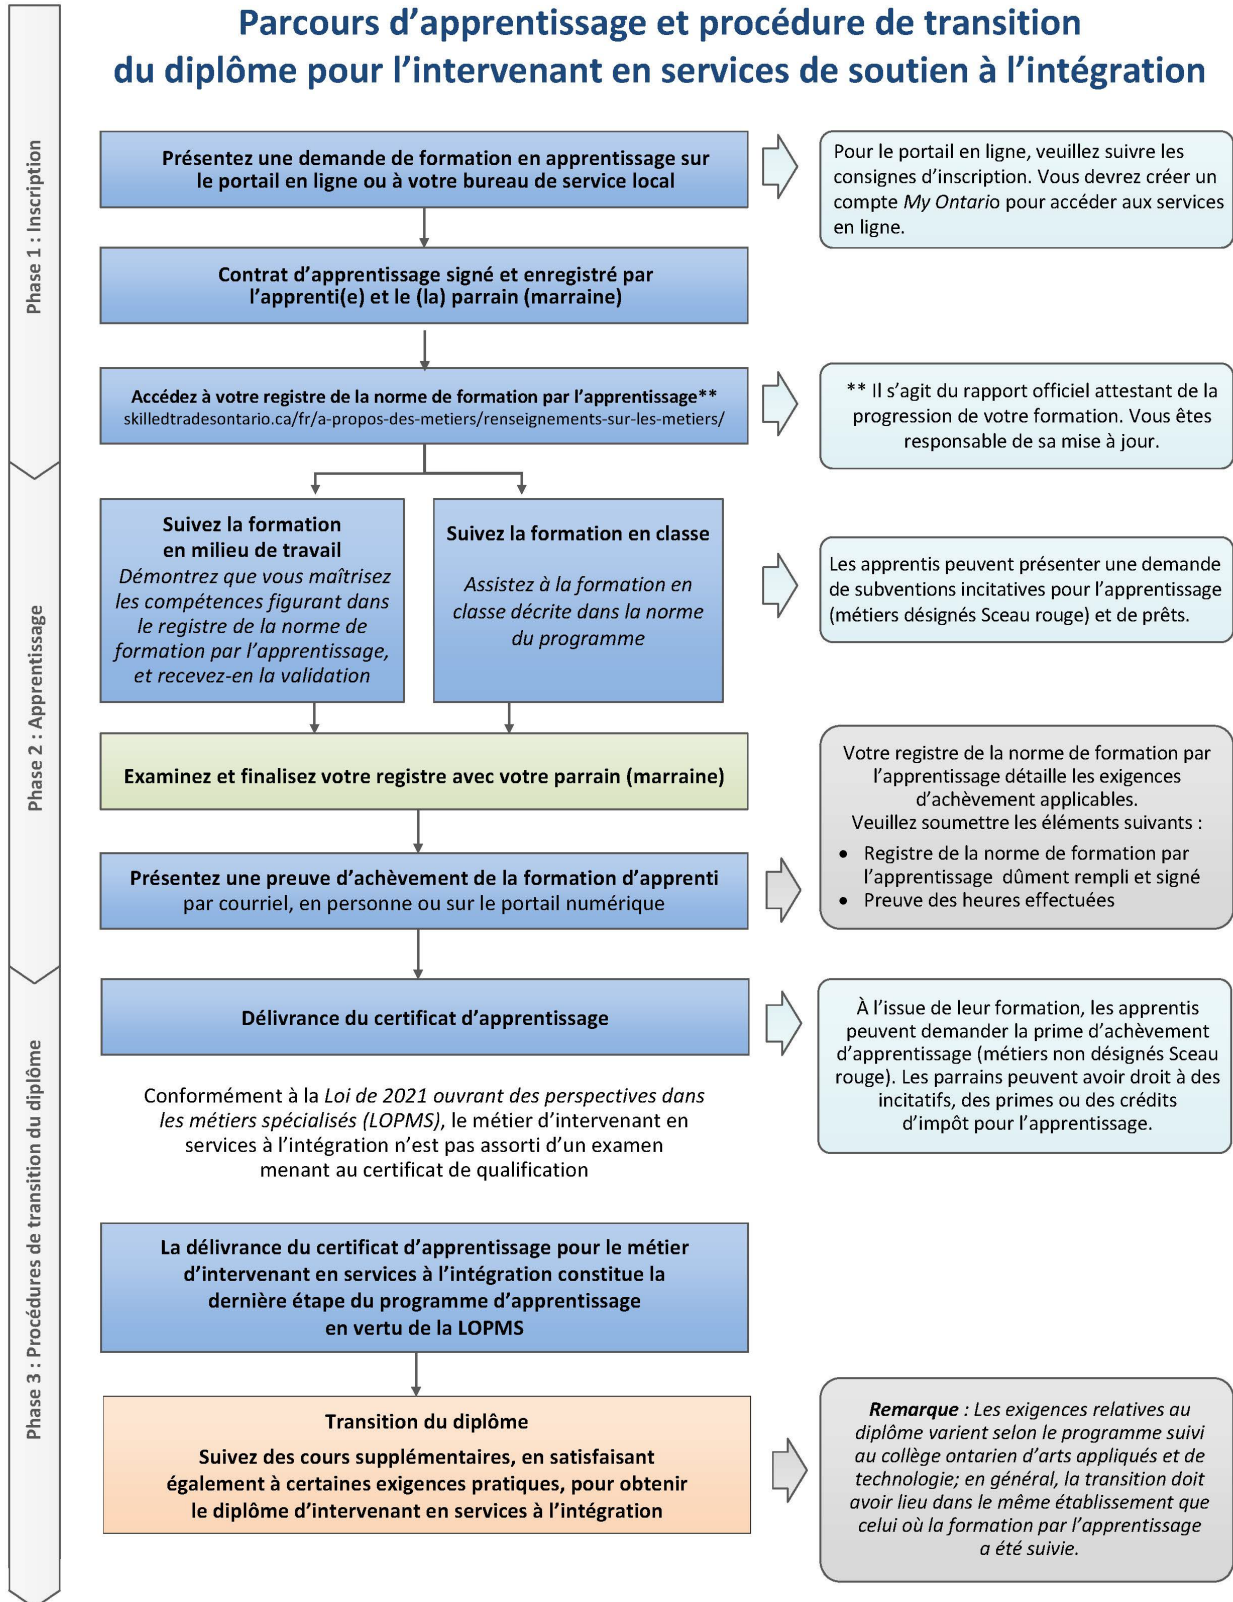 Parcours d’apprentissage et procédure de transition
du diplôme pour l’intervenant en services de soutien à l’intégration
Phase 1 : Inscription
Présentez une demande de formation en apprentissage sur
le portail en ligne ou à votre bureau de service local
Pour le portail en ligne, veuillez suivre les
consignes d’inscription. Vous devrez créer un
compte My Ontario pour accéder aux services
en ligne.
Contrat d’apprentissage signé et enregistré par
l’apprenti(e) et le (la) parrain (marraine)
Accédez à votre registre de la norme de formation par l’apprentissage**
skilledtradesontario.ca/fr/a-propos-des-metiers/renseignements-sur-les-metiers/
** Il s’agit du rapport officiel attestant de la
progression de votre formation. Vous êtes
responsable de sa mise à jour.
Phase 2 : Apprentissage
Suivez la formation
en milieu de travail
Démontrez que vous maîtrisez
les compétences figurant dans
le registre de la norme de
formation par l’apprentissage,
et recevez-en la validation
Suivez la formation en classe
Assistez à la formation en
classe décrite dans la norme
du programme
Les apprentis peuvent présenter une demande
de subventions incitatives pour l’apprentissage
(métiers désignés Sceau rouge) et de prêts.
Examinez et finalisez votre registre avec votre parrain (marraine)
Présentez une preuve d’achèvement de la formation d’apprenti
par courriel, en personne ou sur le portail numérique
Votre registre de la norme de formation par
l’apprentissage détaille les exigences
d’achèvement applicables.
Veuillez soumettre les éléments suivants :
• Registre de la norme de formation par
l’apprentissage dûment rempli et signé
• Preuve des heures effectuées
Phase 3 : Procédures de transition du diplôme
Délivrance du certificat d’apprentissage
À l’issue de leur formation, les apprentis
peuvent demander la prime d’achèvement
d’apprentissage (métiers non désignés Sceau
rouge). Les parrains peuvent avoir droit à des
incitatifs, des primes ou des crédits
d’impôt pour l’apprentissage.
Conformément à la Loi de 2021 ouvrant des perspectives dans
les métiers spécialisés (LOPMS), le métier d’intervenant en
services à l’intégration n’est pas assorti d’un examen
menant au certificat de qualification
La délivrance du certificat d’apprentissage pour le métier
d’intervenant en services à l’intégration constitue la
dernière étape du programme d’apprentissage
en vertu de la LOPMS
Transition du diplôme
Suivez des cours supplémentaires, en satisfaisant
également à certaines exigences pratiques, pour obtenir
le diplôme d’intervenant en services à l’intégration
Remarque : Les exigences relatives au
diplôme varient selon le programme suivi
au collège ontarien d’arts appliqués et de
technologie; en général, la transition doit
avoir lieu dans le même établissement que
celui où la formation par l’apprentissage
a été suivie.